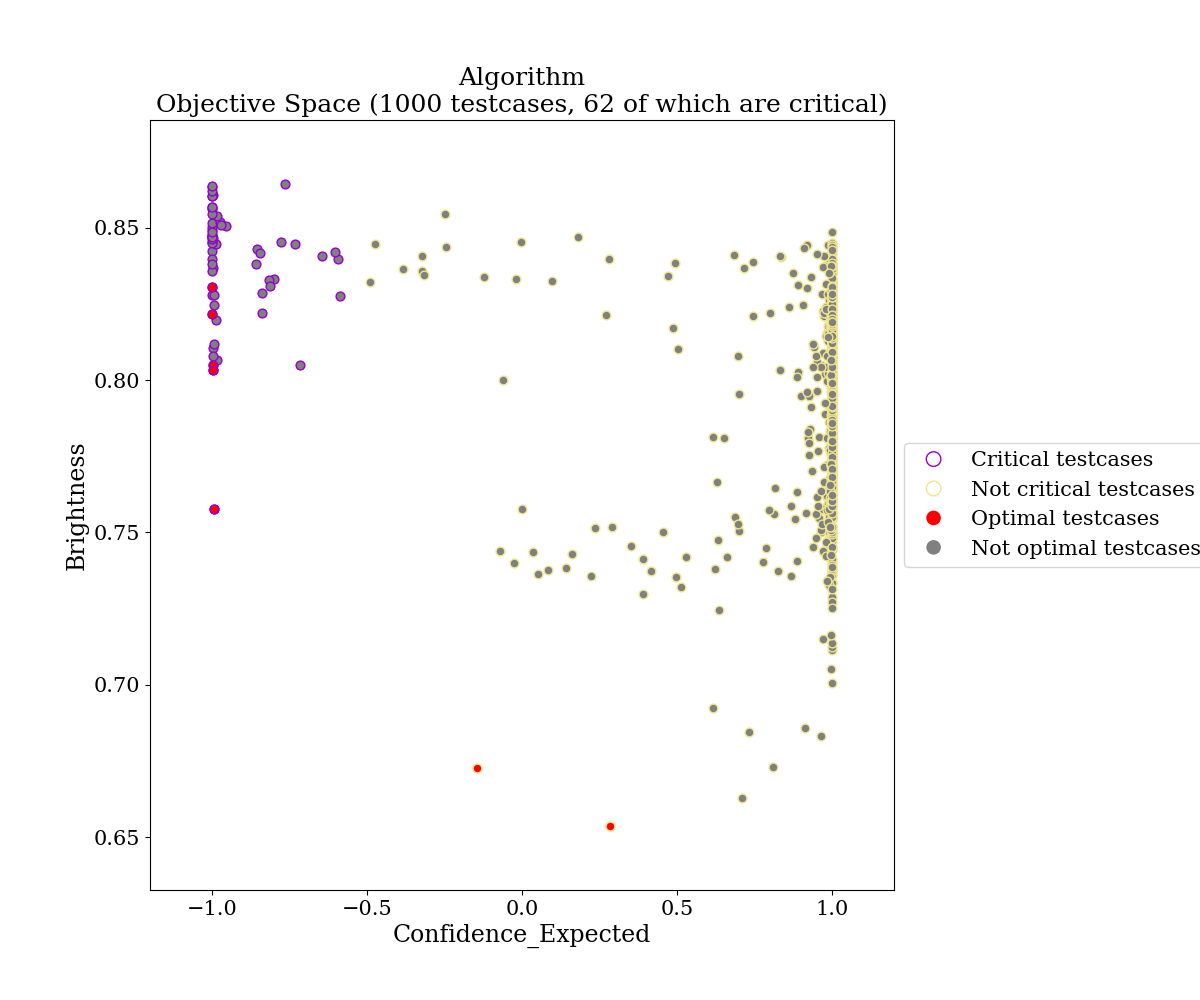 Algorithm
Objective Space (1000 testcases, 62 of which are critical)
0.85
0.80
0.75
0.70
0.65
Brightness
−1.0
−0.5
0.0
0.5
1.0
Confidence_Expected
Critical testcases
Not critical testcases
Optimal testcases
Not optimal testcases